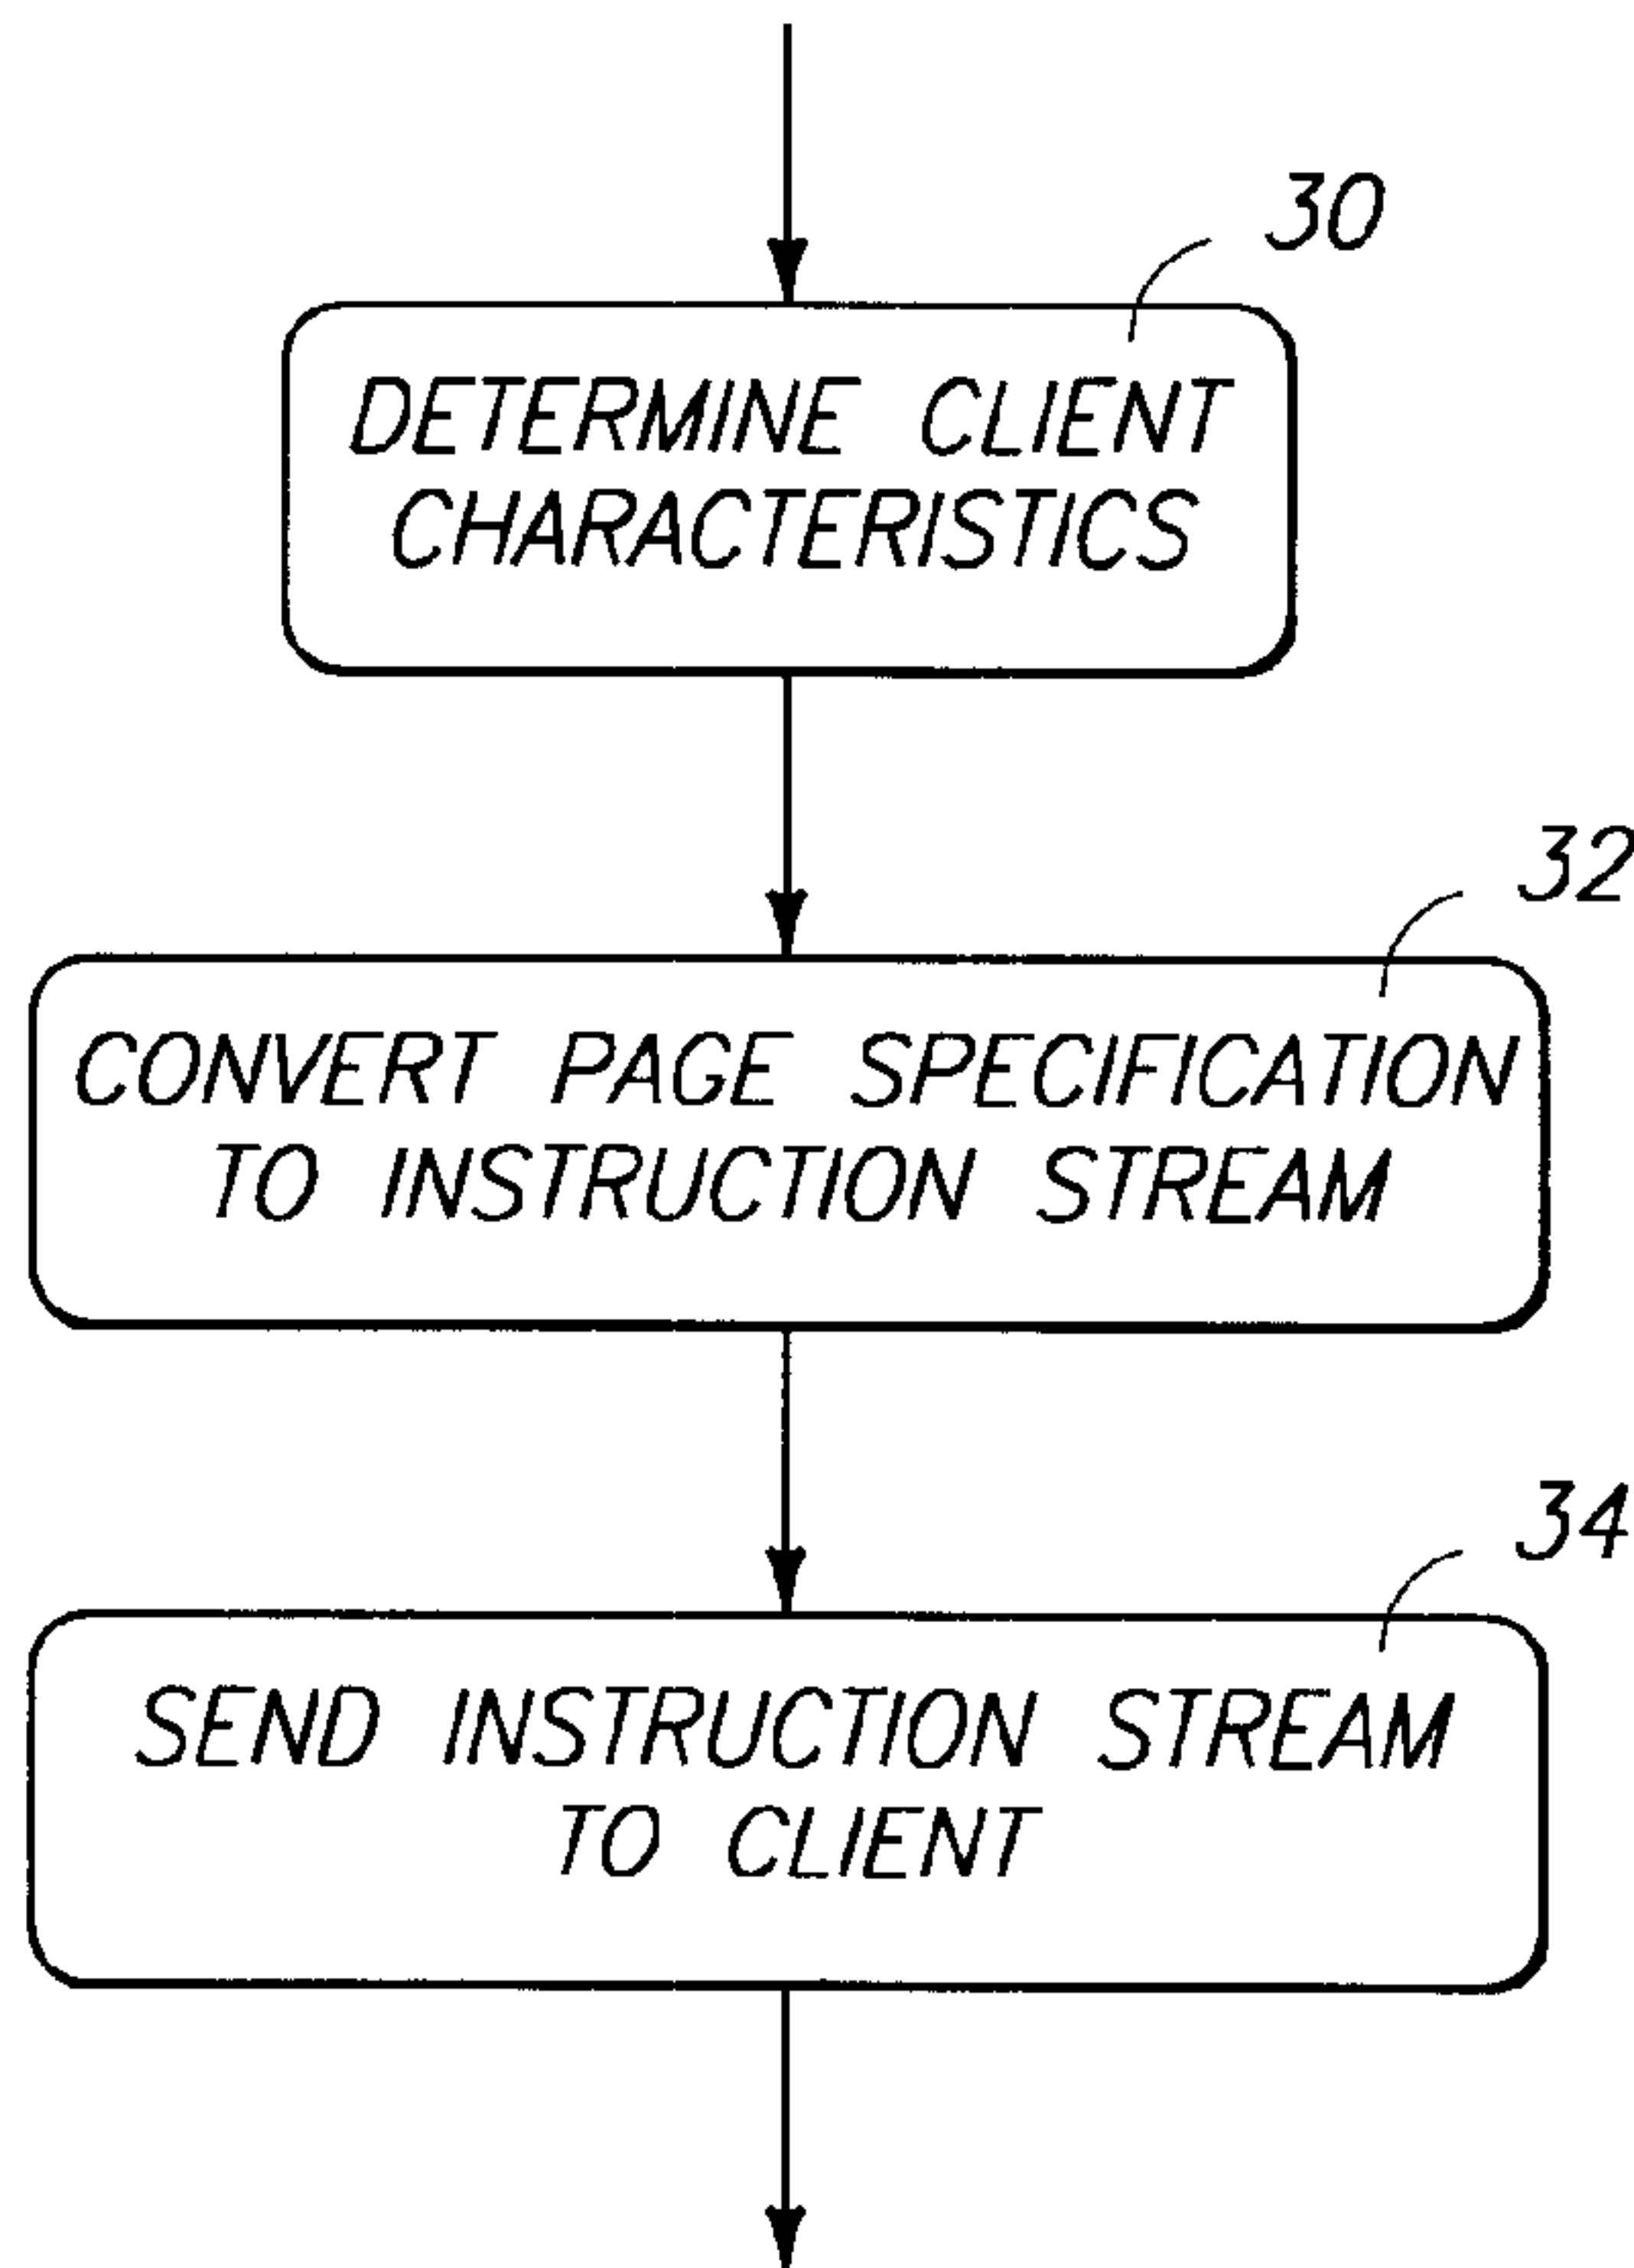 30
DETERMINE CLIENT
CHARACTERISTICS
32
CONVERT PAGE SPECIFICATION
TO INSTRUCTION STREAM
34
SEND INSTRUCTION STREAM
TO CLIENT